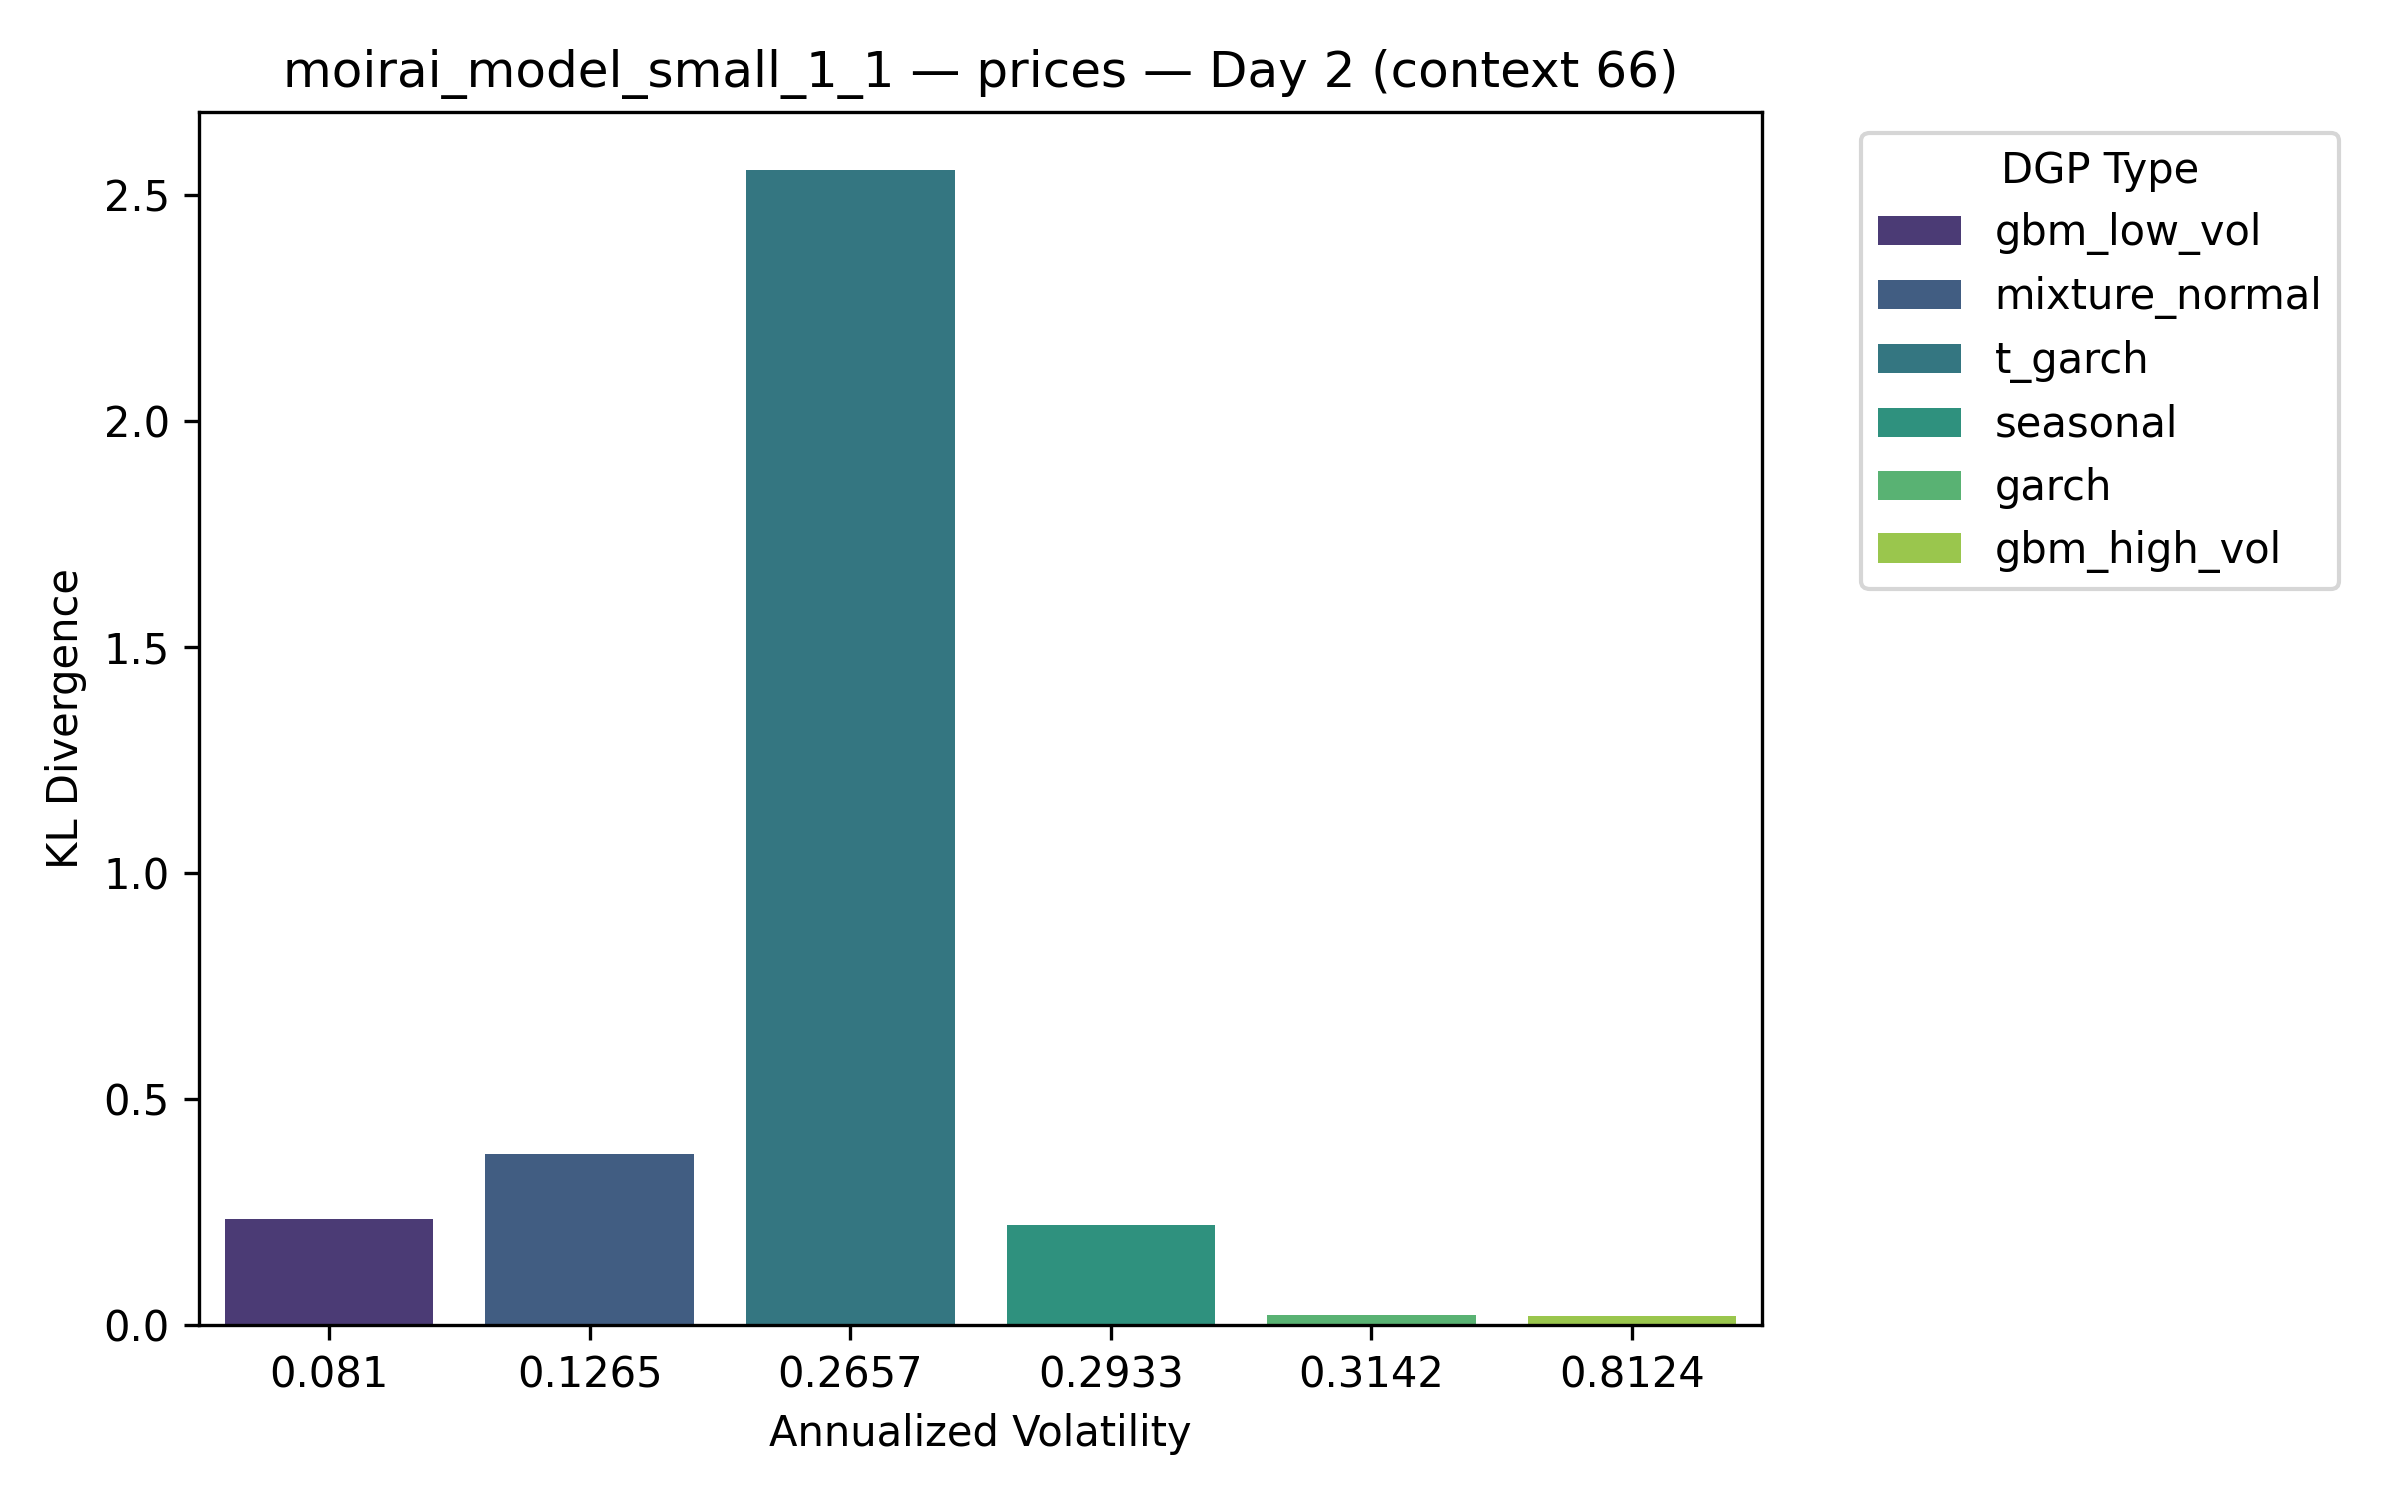 moirai_model_small_1_1 — prices — Day 2 (context 66)
DGP Type
gbm_low_vol
mixture_normal
t_garch
seasonal
garch
gbm_high_vol
KL Divergence
2.5
2.0
1.5
1.0
0.5
0.0
0.081 0.1265 0.2657 0.2933 0.3142 0.8124
Annualized Volatility